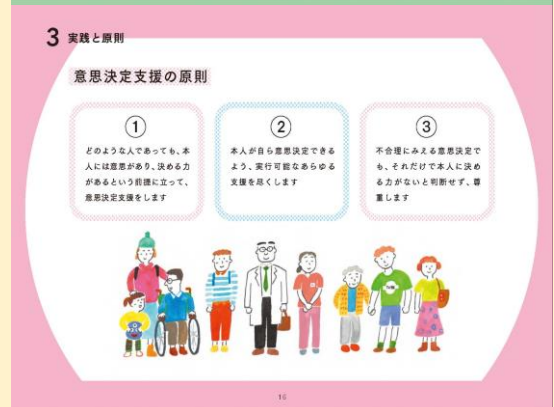 3 実践と原則
意思決定支援の原則
①
どのような人であっても、本
人には意思があり、決める力
があるという前提に立って、
意思決定支援をします
②
本人が自ら意思決定できる
よう、実行可能なあらゆる
支援を尽くします
③
不合理にみえる意思決定で
も、それだけで本人に決め
る力がないと判断せず、尊
重します
16